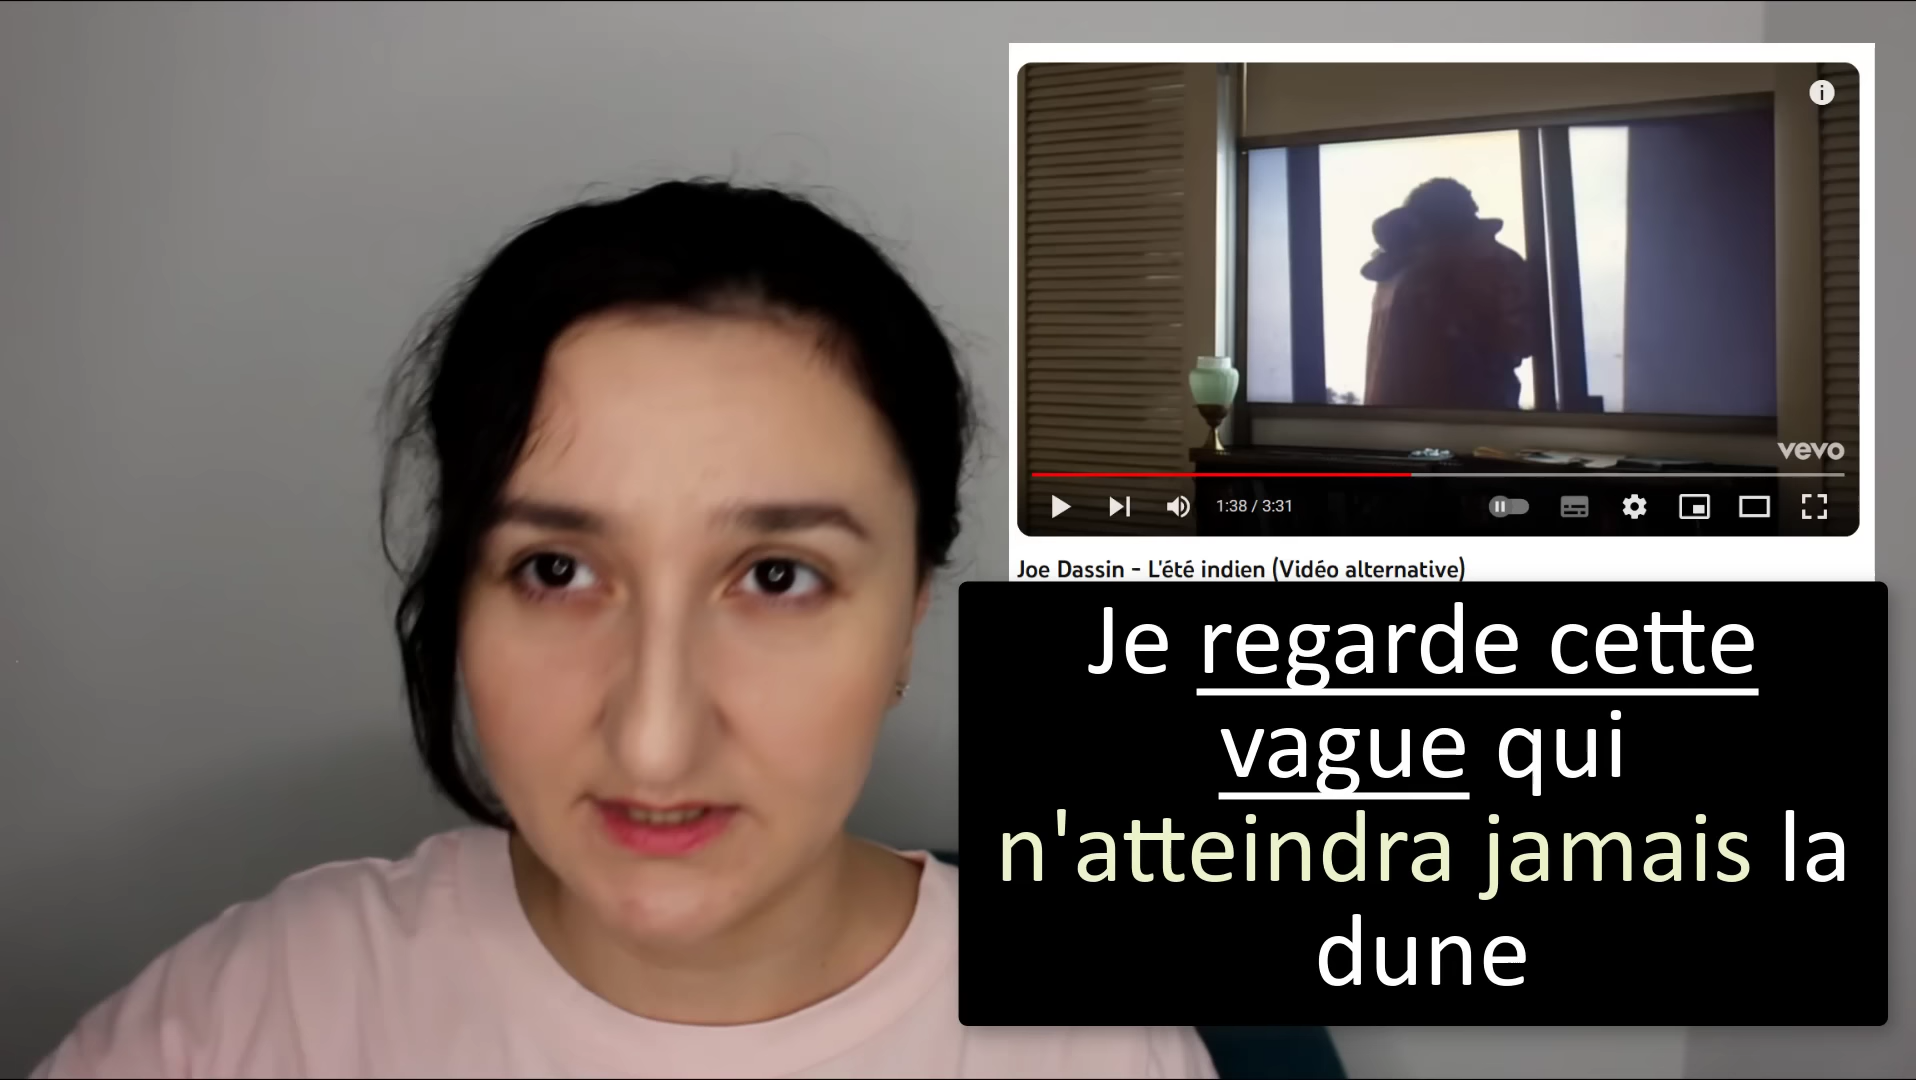 vevo
1:38 / 3:31
Joe Dassin - L'été indien (Vidéo alternative)
Je regarde cette
vague qui
n'atteindra jamais la
dune